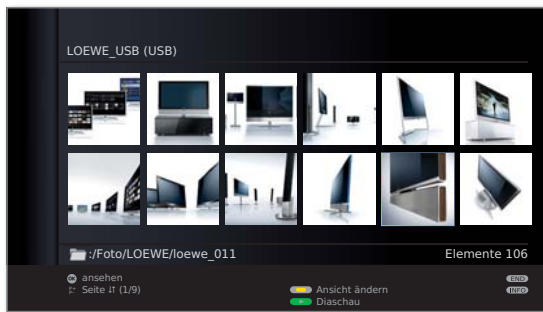 LOEWE_USB (USB)
:/Foto/LOEWE/loewe_011
Elemente 106
OK ansehen
END
Seite ↓↑ (1/9)
Ansicht ändern
INFO
Diaschau